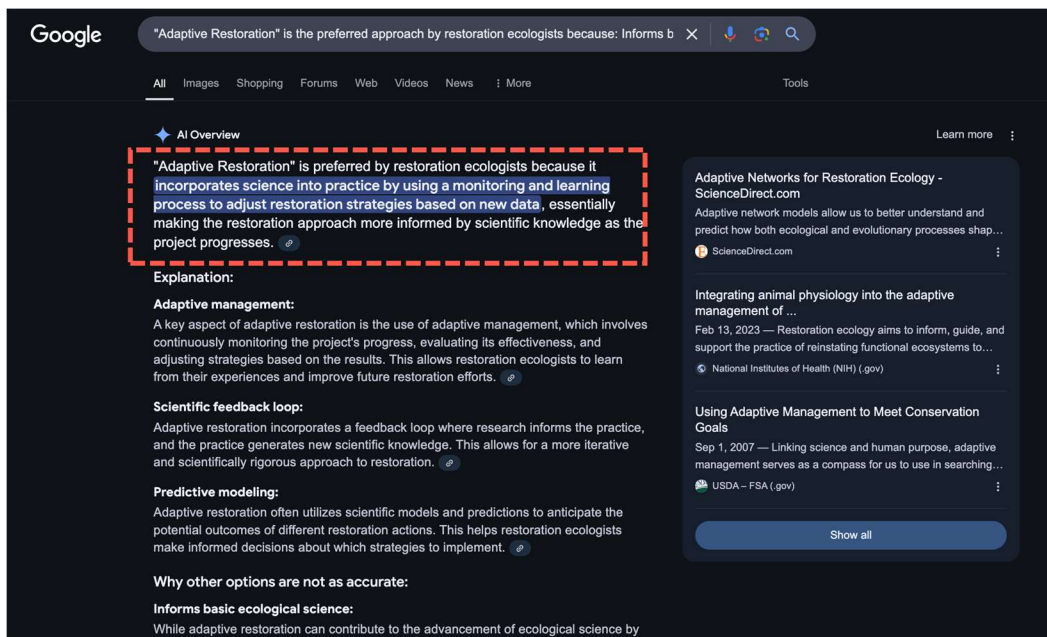 Google
"Adaptive Restoration" is the preferred approach by restoration ecologists because: Informs b
All Images Shopping Forums Web Videos News More Tools
AI Overview
Learn more
"Adaptive Restoration" is preferred by restoration ecologists because it
incorporates science into practice by using a monitoring and learning
process to adjust restoration strategies based on new data, essentially
making the restoration approach more informed by scientific knowledge as the
project progresses.
Explanation:
Adaptive management:
A key aspect of adaptive restoration is the use of adaptive management, which involves
continuously monitoring the project's progress, evaluating its effectiveness, and
adjusting strategies based on the results. This allows restoration ecologists to learn
from their experiences and improve future restoration efforts.
Scientific feedback loop:
Adaptive restoration incorporates a feedback loop where research informs the practice,
and the practice generates new scientific knowledge. This allows for a more iterative
and scientifically rigorous approach to restoration.
Predictive modeling:
Adaptive restoration often utilizes scientific models and predictions to anticipate the
potential outcomes of different restoration actions. This helps restoration ecologists
make informed decisions about which strategies to implement.
Why other options are not as accurate:
Informs basic ecological science:
While adaptive restoration can contribute to the advancement of ecological science by
Adaptive Networks for Restoration Ecology -
ScienceDirect.com
Adaptive network models allow us to better understand and
predict how both ecological and evolutionary processes shap...
ScienceDirect.com
Integrating animal physiology into the adaptive
management of ...
Feb 13, 2023 — Restoration ecology aims to inform, guide, and
support the practice of reinstating functional ecosystems to...
National Institutes of Health (NIH) (.gov)
Using Adaptive Management to Meet Conservation
Goals
Sep 1, 2007 — Linking science and human purpose, adaptive
management serves as a compass for us to use in searching...
USDA – FSA (.gov)
Show all